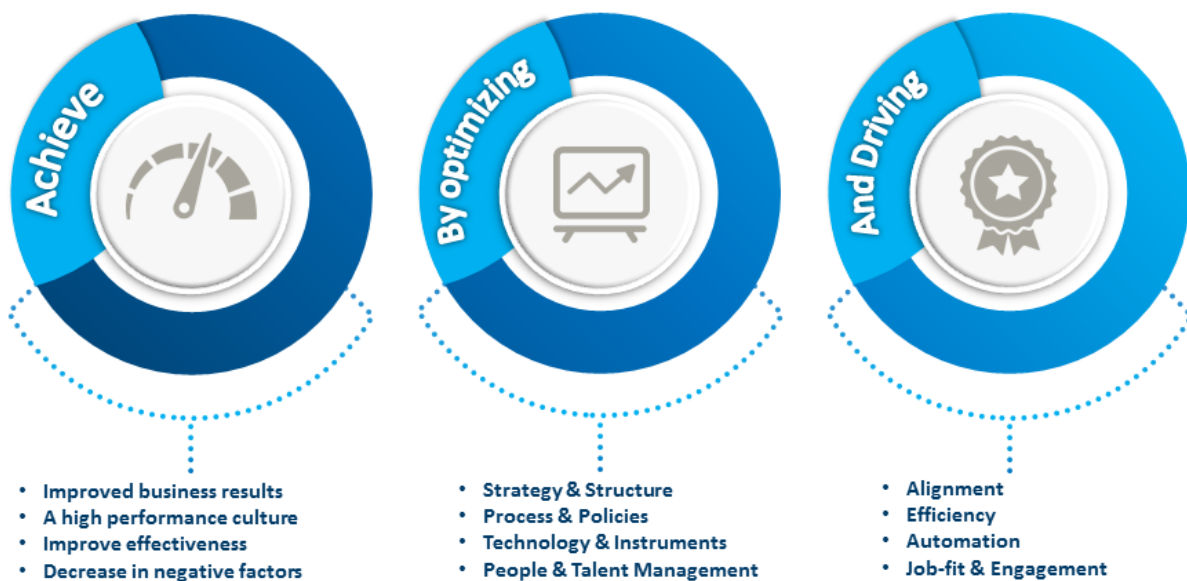 Achieve
• Improved business results
• A high performance culture
• Improve effectiveness
• Decrease in negative factors
By optimizing
• Strategy & Structure
• Process & Policies
• Technology & Instruments
• People & Talent Management
And Driving
• Alignment
• Efficiency
• Automation
• Job-fit & Engagement